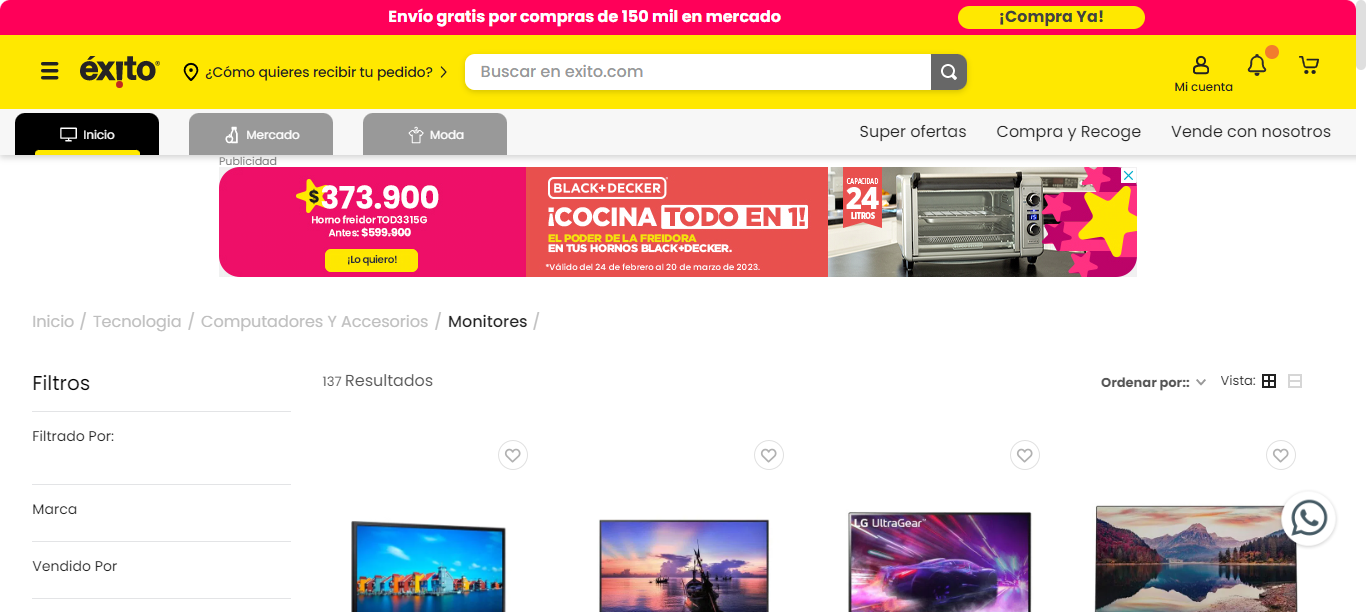 Envío gratis por compras de 150 mil en mercado
¡Compra Ya!
éxito
¿Cómo quieres recibir tu pedido?
Buscar en exito.com
Mi cuenta
Inicio
Mercado
Moda
Super ofertas
Compra y Recoge
Vende con nosotros
Publicidad
$373.900
Horno freidor TOD3315G
Antes: $599.900
¡Lo quiero!
BLACK+DECKER
¡COCINA TODO EN 1!
EL PODER DE LA FREIDORA
EN TUS HORNOS BLACK+DECKER.
*Válido del 24 de febrero al 20 de marzo de 2023.
CAPACIDAD
24
LITROS
Inicio / Tecnologia / Computadores Y Accesorios / Monitores /
Filtros
137 Resultados
Ordenar por::
Vista:
Filtrado Por:
Marca
Vendido Por
LG UltraGear™